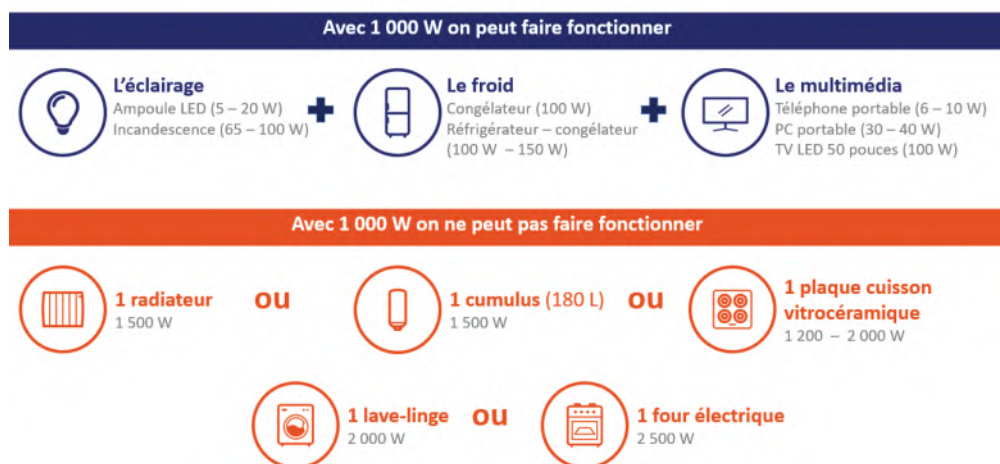 Avec 1 000 W on peut faire fonctionner
L'éclairage
Ampoule LED (5 – 20 W)
Incandescence (65 – 100 W)
+
Le froid
Congélateur (100 W)
Réfrigérateur – congélateur
(100 W – 150 W)
+
Le multimédia
Téléphone portable (6 – 10 W)
PC portable (30 – 40 W)
TV LED 50 pouces (100 W)
Avec 1 000 W on ne peut pas faire fonctionner
1 radiateur
1 500 W
ou
1 cumulus (180 L)
1 500 W
ou
1 plaque cuisson
vitrocéramique
1 200 – 2 000 W
1 lave-linge
2 000 W
ou
1 four électrique
2 500 W